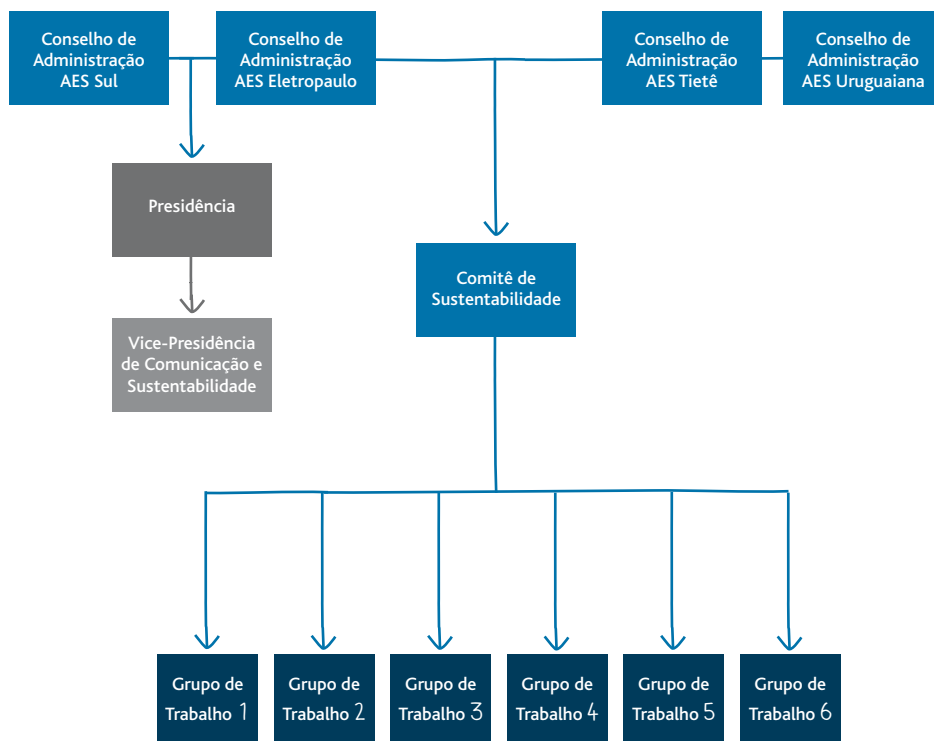 Conselho de
Administração
AES Sul
Conselho de
Administração
AES Eletropaulo
Conselho de
Administração
AES Tietê
Conselho de
Administração
AES Uruguaiana
Presidência
Comitê de
Sustentabilidade
Vice-Presidência
de Comunicação e
Sustentabilidade
Grupo de
Trabalho 1
Grupo de
Trabalho 2
Grupo de
Trabalho 3
Grupo de
Trabalho 4
Grupo de
Trabalho 5
Grupo de
Trabalho 6